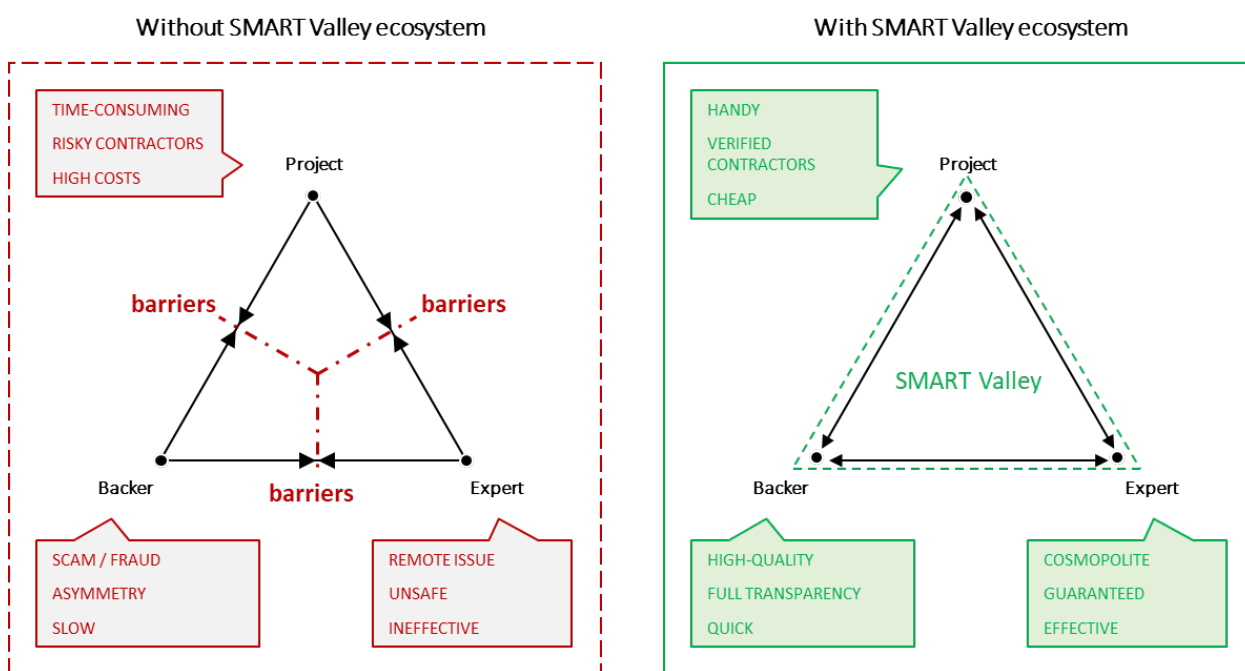 Without SMART Valley ecosystem
TIME-CONSUMING
RISKY CONTRACTORS
HIGH COSTS
Project
barriers
barriers
barriers
Backer
Expert
SCAM / FRAUD
ASYMMETRY
SLOW
REMOTE ISSUE
UNSAFE
INEFFECTIVE
With SMART Valley ecosystem
HANDY
VERIFIED
CONTRACTORS
CHEAP
Project
SMART Valley
Backer
Expert
HIGH-QUALITY
FULL TRANSPARENCY
QUICK
COSMOPOLITE
GUARANTEED
EFFECTIVE